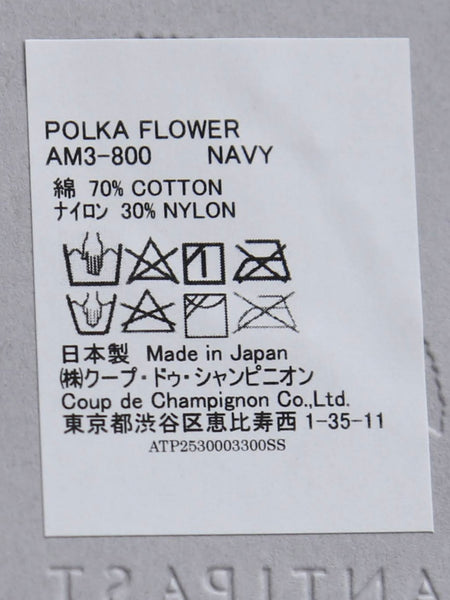 POLKA FLOWER
AM3-800 NAVY
綿 70% COTTON
ナイロン 30% NYLON
日本製 Made in Japan
㈱クープ・ドゥ・シャンピニオン
Coup de Champignon Co.,Ltd.
東京都渋谷区恵比寿西 1-35-11
ATP2530003300SS
ANTIPAST